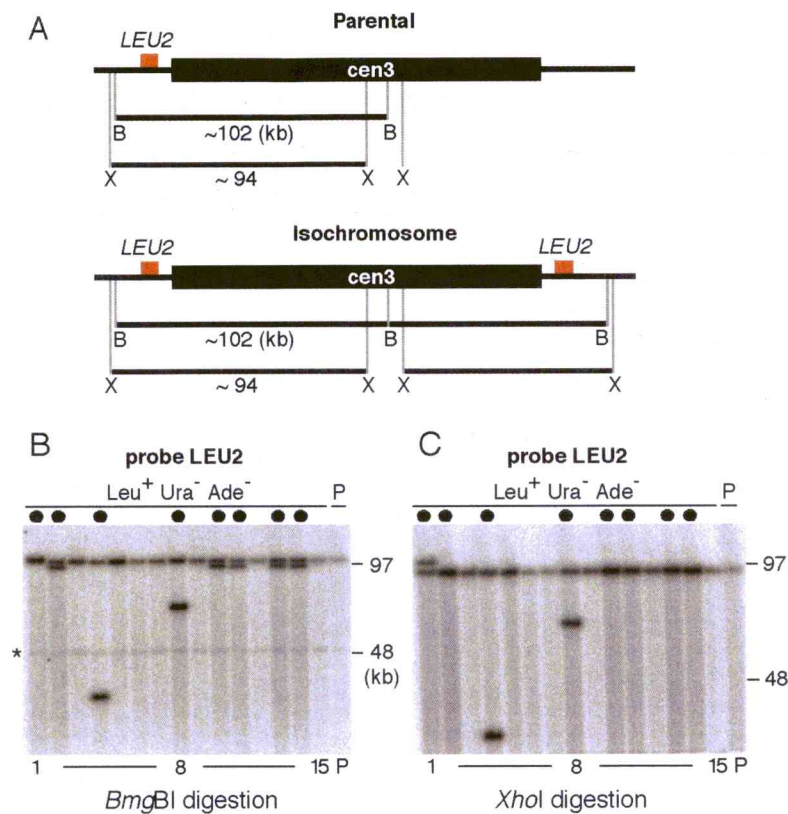 A
Parental
LEU2
cen3
B ~102 (kb) B
X ~ 94 X X
Isochromosome
LEU2 LEU2
cen3
B ~102 (kb) B B
X ~ 94 X X X
B
probe LEU2
Leu+ Ura- Ade- P
97
* 48
(kb)
1 8 15 P
BmgBI digestion
C
probe LEU2
Leu+ Ura- Ade- P
97
48
1 8 15 P
XhoI digestion